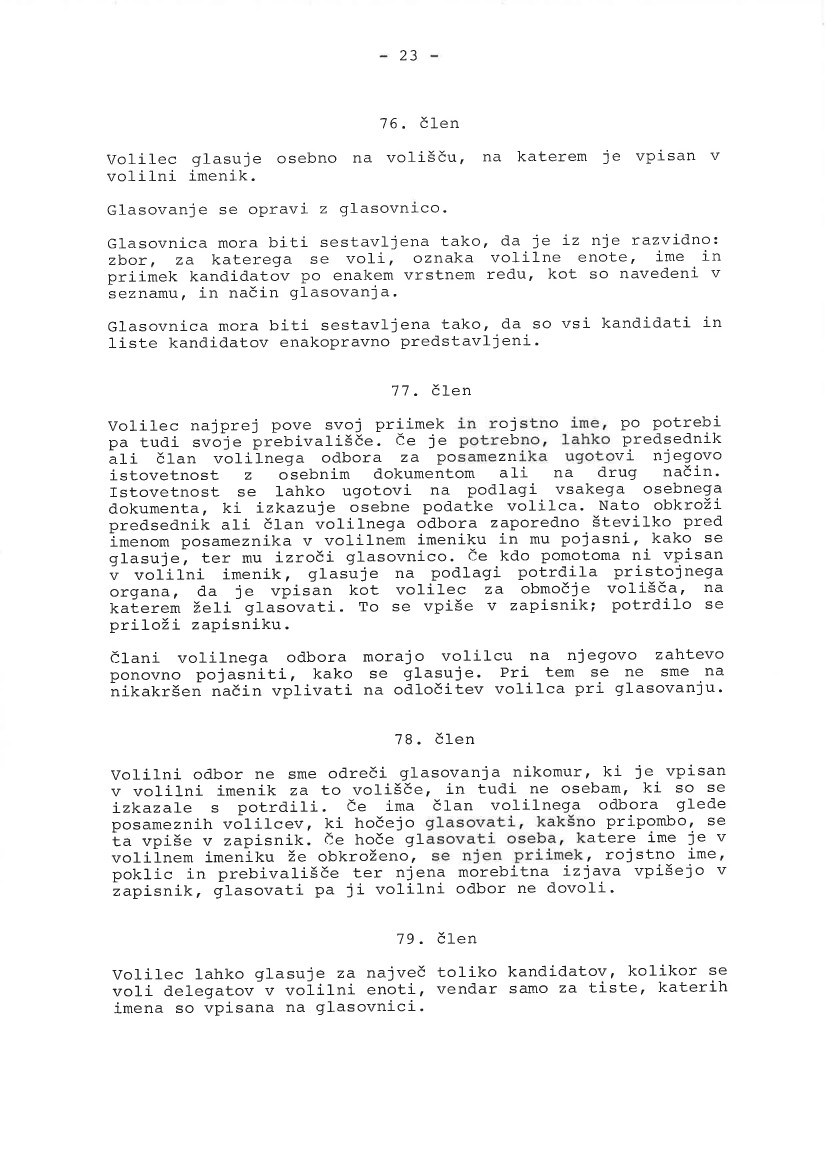 - 23 -
76. člen
Volilec glasuje osebno na volišču, na katerem je vpisan v
volilni imenik.
Glasovanje se opravi z glasovnico.
Glasovnica mora biti sestavljena tako, da je iz nje razvidno:
zbor, za katerega se voli, oznaka volilne enote, ime in
priimek kandidatov po enakem vrstnem redu, kot so navedeni v
seznamu, in način glasovanja.
Glasovnica mora biti sestavljena tako, da so vsi kandidati in
liste kandidatov enakopravno predstavljeni.
77. člen
Volilec najprej pove svoj priimek in rojstno ime, po potrebi
pa tudi svoje prebivališče. Če je potrebno, lahko predsednik
ali član volilnega odbora za posameznika ugotovi njegovo
istovetnost z osebnim dokumentom ali na drug način.
Istovetnost se lahko ugotovi na podlagi vsakega osebnega
dokumenta, ki izkazuje osebne podatke volilca. Nato obkroži
predsednik ali član volilnega odbora zaporedno številko pred
imenom posameznika v volilnem imeniku in mu pojasni, kako se
glasuje, ter mu izroči glasovnico. Če kdo pomotoma ni vpisan
v volilni imenik, glasuje na podlagi potrdila pristojnega
organa, da je vpisan kot volilec za območje volišča, na
katerem želi glasovati. To se vpiše v zapisnik; potrdilo se
priloži zapisniku.
Člani volilnega odbora morajo volilcu na njegovo zahtevo
ponovno pojasniti, kako se glasuje. Pri tem se ne sme na
nikakršen način vplivati na odločitev volilca pri glasovanju.
78. člen
Volilni odbor ne sme odreči glasovanja nikomur, ki je vpisan
v volilni imenik za to volišče, in tudi ne osebam, ki so se
izkazale s potrdili. Če ima član volilnega odbora glede
posameznih volilcev, ki hočejo glasovati, kakšno pripombo, se
ta vpiše v zapisnik. Če hoče glasovati oseba, katere ime je v
volilnem imeniku že obkroženo, se njen priimek, rojstno ime,
poklic in prebivališče ter njena morebitna izjava vpišejo v
zapisnik, glasovati pa ji volilni odbor ne dovoli.
79. člen
Volilec lahko glasuje za največ toliko kandidatov, kolikor se
voli delegatov v volilni enoti, vendar samo za tiste, katerih
imena so vpisana na glasovnici.